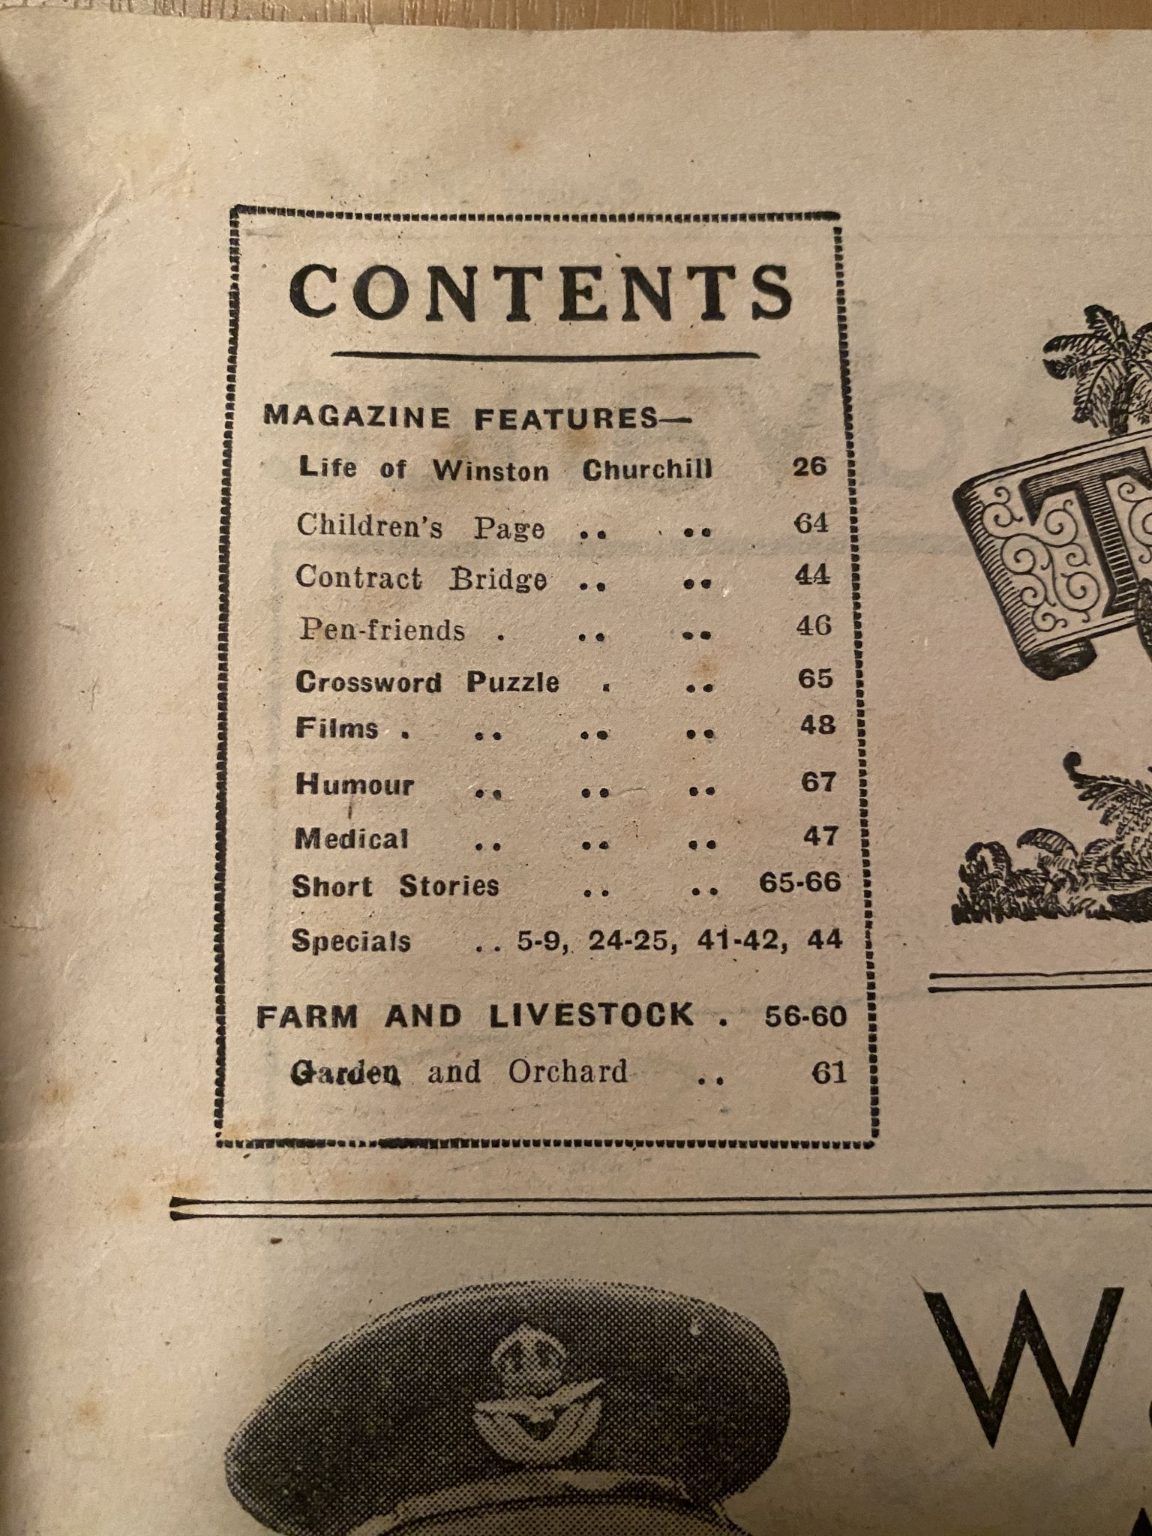 CONTENTS
MAGAZINE FEATURES—
Life of Winston Churchill 26
Children's Page .. .. 64
Contract Bridge .. .. 44
Pen-friends . .. .. 46
Crossword Puzzle . .. 65
Films . .. .. .. 48
Humour .. .. .. 67
Medical .. .. .. 47
Short Stories .. .. 65-66
Specials .. 5-9, 24-25, 41-42, 44
FARM AND LIVESTOCK . 56-60
Garden and Orchard .. 61
T
W